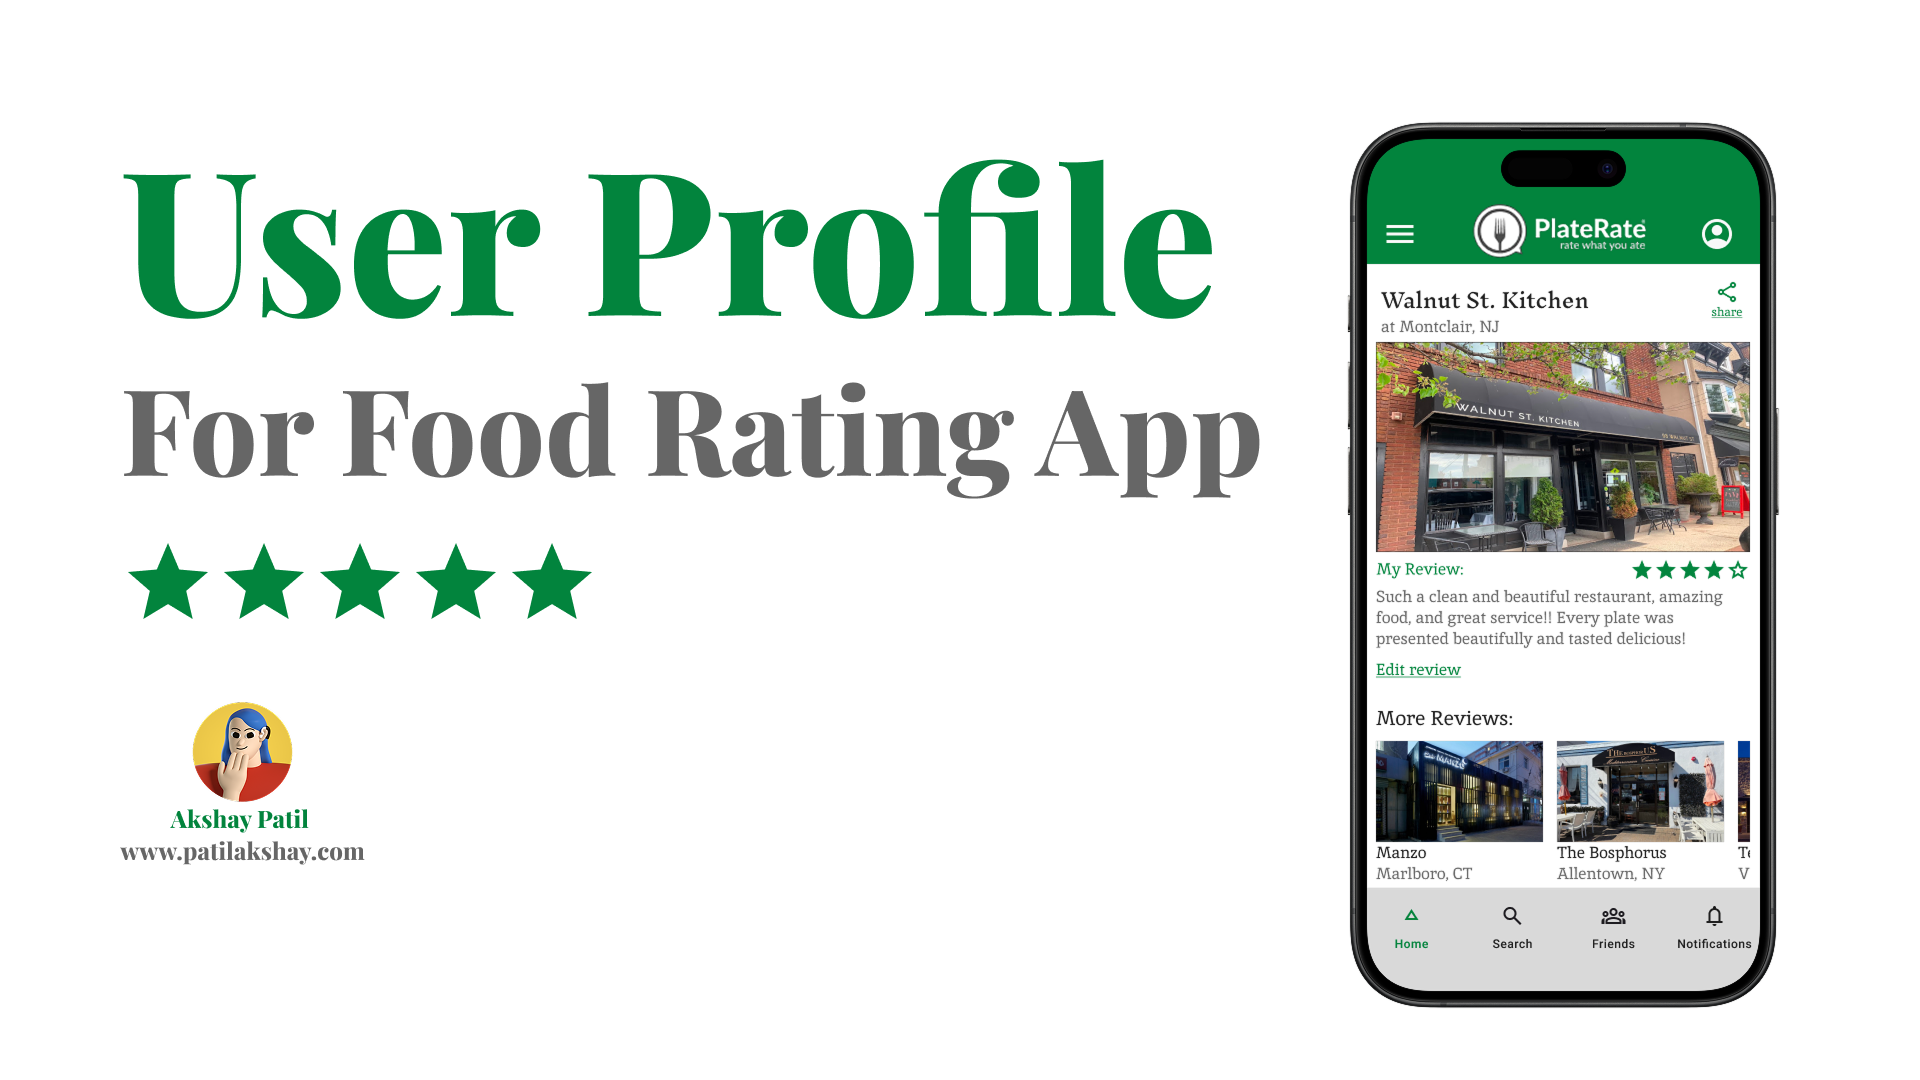 User Profile
For Food Rating App
Akshay Patil
www.patilakshay.com
PlateRate
rate what you ate
Walnut St. Kitchen
share
at Montclair, NJ
WALNUT ST. KITCHEN
My Review:
Such a clean and beautiful restaurant, amazing
food, and great service!! Every plate was
presented beautifully and tasted delicious!
Edit review
More Reviews:
MANZO
THE BOSPHORUS
Manzo
The Bosphorus
Marlboro, CT
Allentown, NY
V
Home
Search
Friends
Notifications